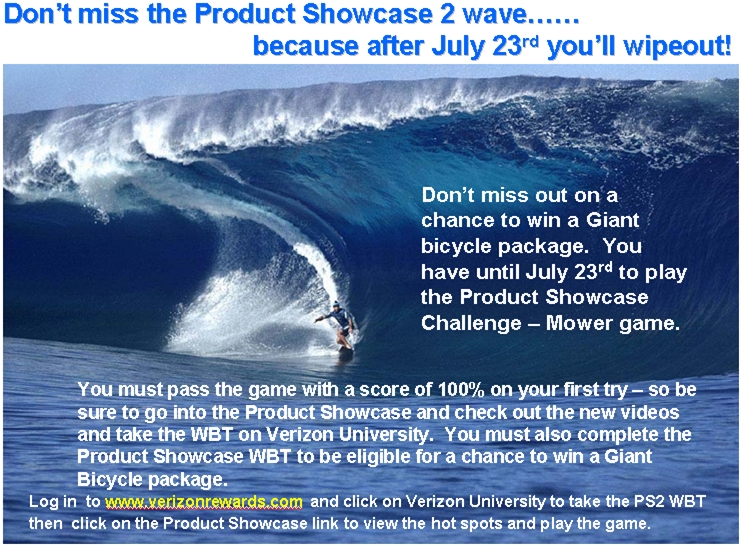 Don't miss the Product Showcase 2 wave……
because after July 23rd you'll wipeout!
Don't miss out on a
chance to win a Giant
bicycle package.  You
have until July 23rd to play
the Product Showcase
Challenge – Mower game.
You must pass the game with a score of 100% on your first try – so be
sure to go into the Product Showcase and check out the new videos
and take the WBT on Verizon University.  You must also complete the
Product Showcase WBT to be eligible for a chance to win a Giant
Bicycle package.
Log in  to www.verizonrewards.com  and click on Verizon University to take the PS2 WBT
then  click on the Product Showcase link to view the hot spots and play the game.